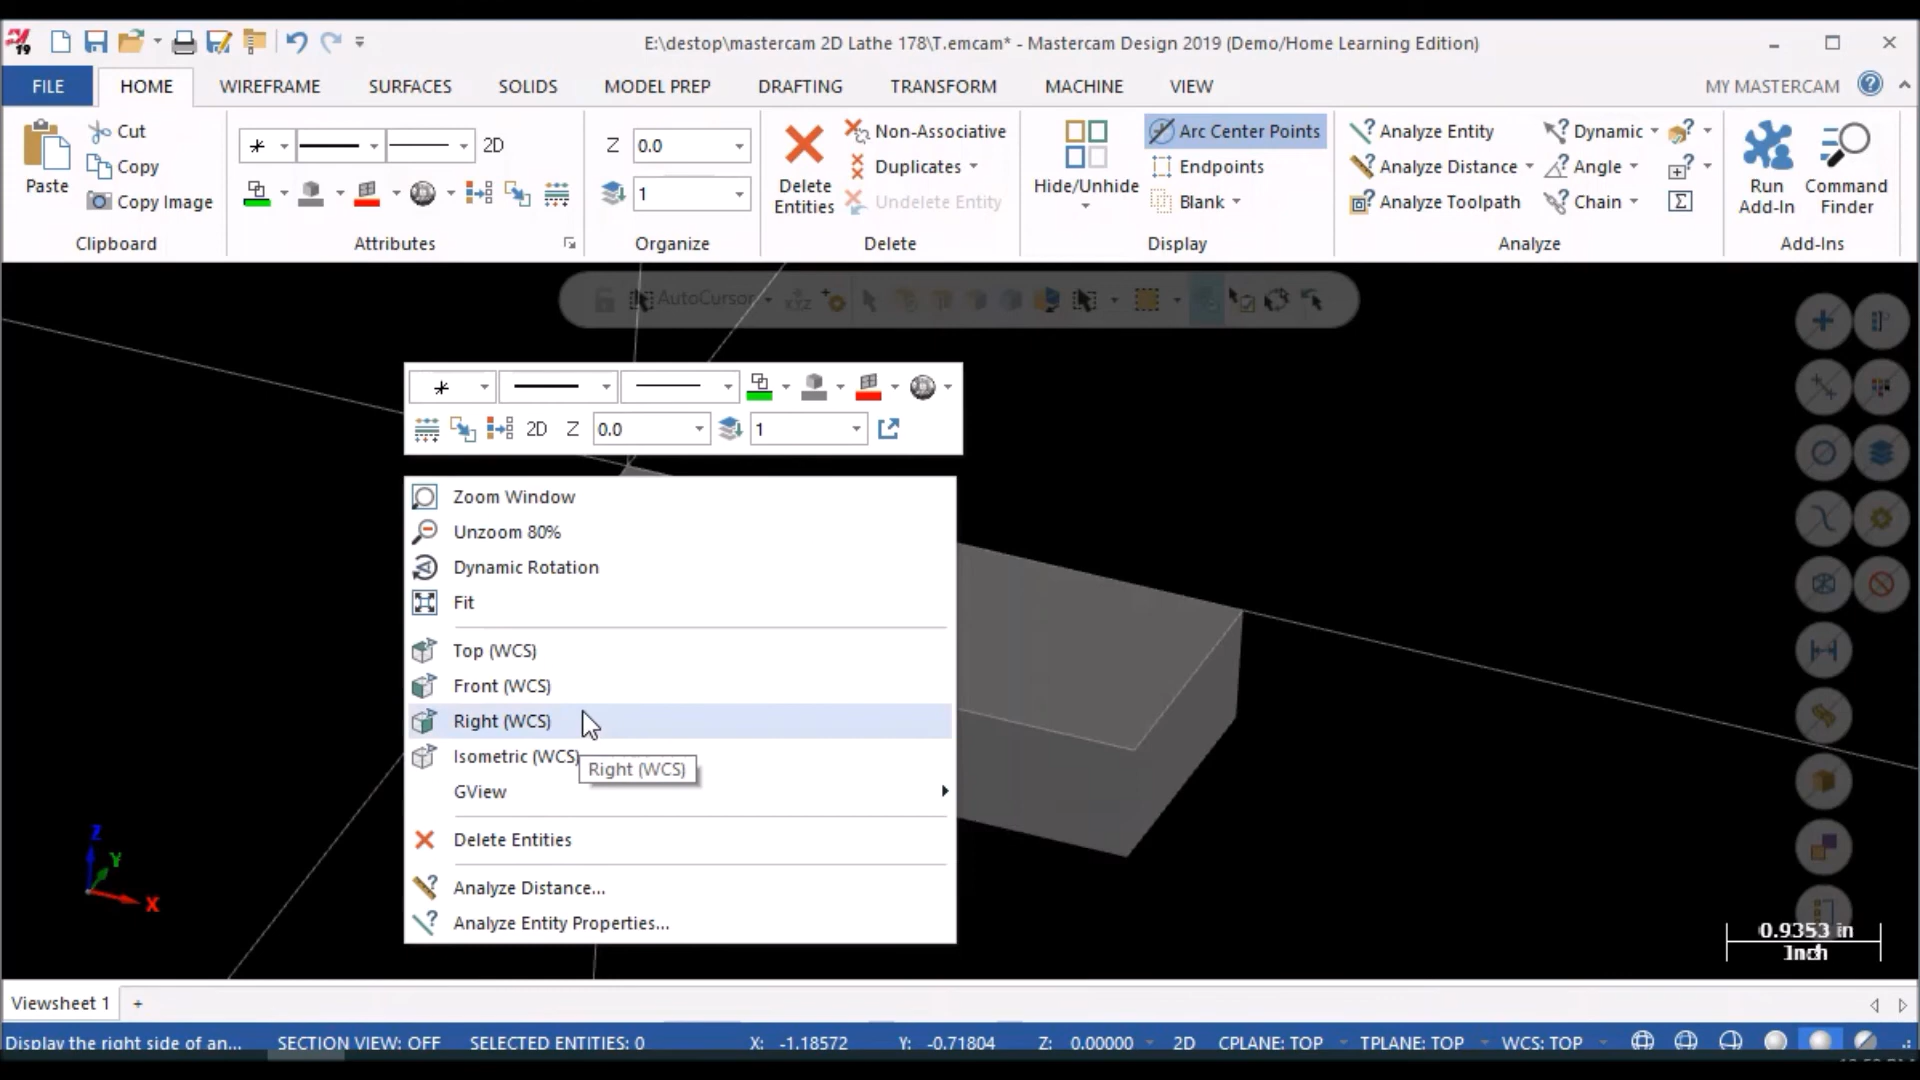 19
E:\destop\mastercam 2D Lathe 178\T.emcam* - Mastercam Design 2019 (Demo/Home Learning Edition)
FILE HOME WIREFRAME SURFACES SOLIDS MODEL PREP DRAFTING TRANSFORM MACHINE VIEW MY MASTERCAM
Paste
Cut
Copy
Copy Image
Clipboard
2D
Attributes
Z 0.0
1
Organize
Delete Entities
Non-Associative
Duplicates
Undelete Entity
Delete
Hide/Unhide
Arc Center Points
Endpoints
Blank
Display
Analyze Entity
Analyze Distance
Analyze Toolpath
Dynamic
Angle
Chain
Analyze
Run Add-In
Command Finder
Add-Ins
AutoCursor
XYZ
2D Z 0.0 1
Zoom Window
Unzoom 80%
Dynamic Rotation
Fit
Top (WCS)
Front (WCS)
Right (WCS)
Isometric (WCS)
Right (WCS)
GView
Delete Entities
Analyze Distance...
Analyze Entity Properties...
Z
Y
X
0.9353 in
Inch
Viewsheet 1 +
Display the right side of an... SECTION VIEW: OFF SELECTED ENTITIES: 0 X: -1.18572 Y: -0.71804 Z: 0.00000 2D CPLANE: TOP TPLANE: TOP WCS: TOP